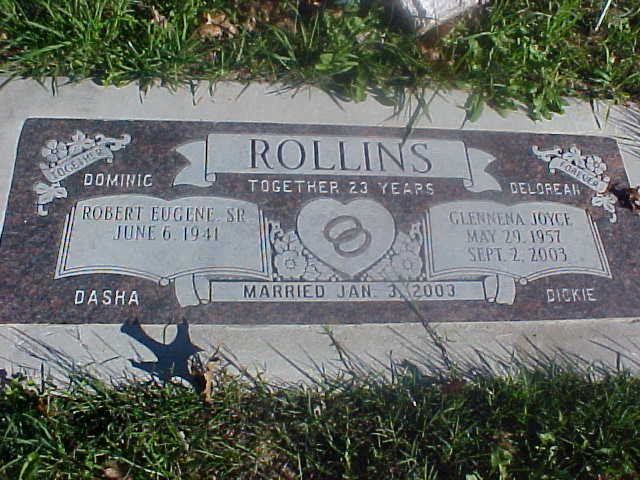 ROLLINS
TOGETHER
FOREVER
DOMINIC
TOGETHER 23 YEARS
DELOREAN
ROBERT EUGENE, SR.
JUNE 6, 1941
GLENNENA JOYCE
MAY 29, 1957
SEPT. 2, 2003
DASHA
MARRIED JAN. 3, 2003
DICKIE